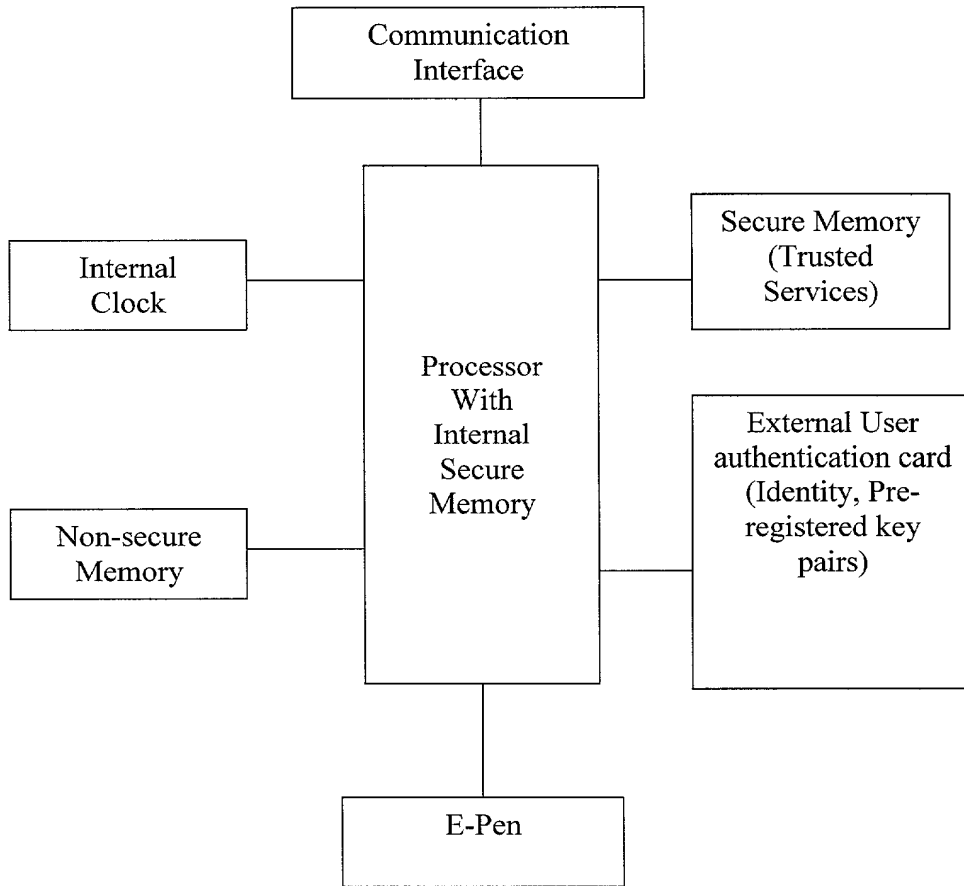 Communication
Interface
Secure Memory
(Trusted
Services)
Internal
Clock
Processor
With
Internal
Secure
Memory
External User
authentication card
(Identity, Pre-
registered key
pairs)
Non-secure
Memory
E-Pen